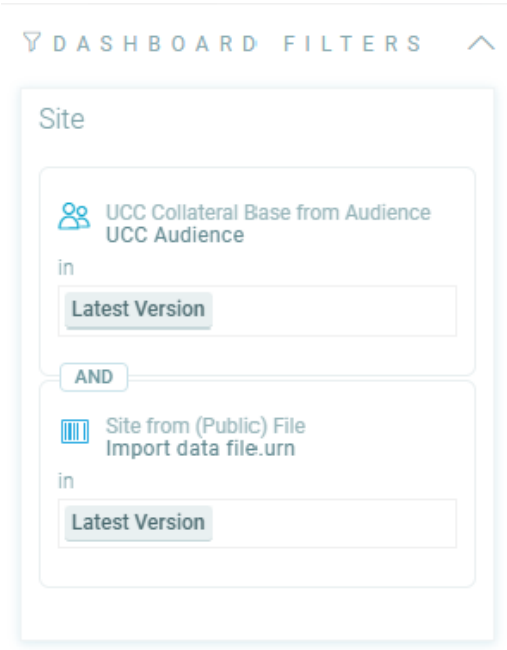 DASHBOARD FILTERS
Site
UCC Collateral Base from Audience
UCC Audience
in
Latest Version
AND
Site from (Public) File
Import data file.urn
in
Latest Version